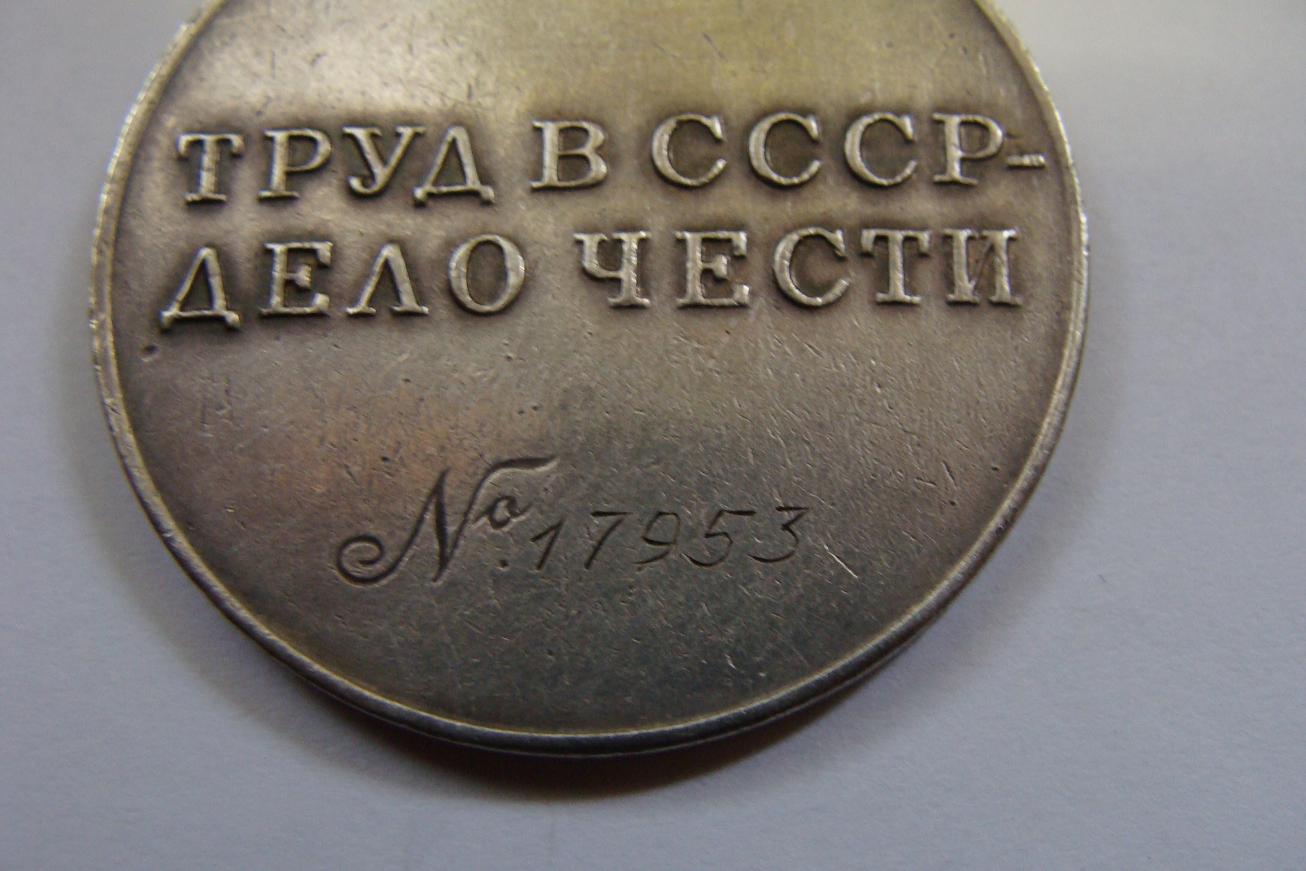 ТРУД В СССР-
ДЕЛО ЧЕСТИ
№ 17953